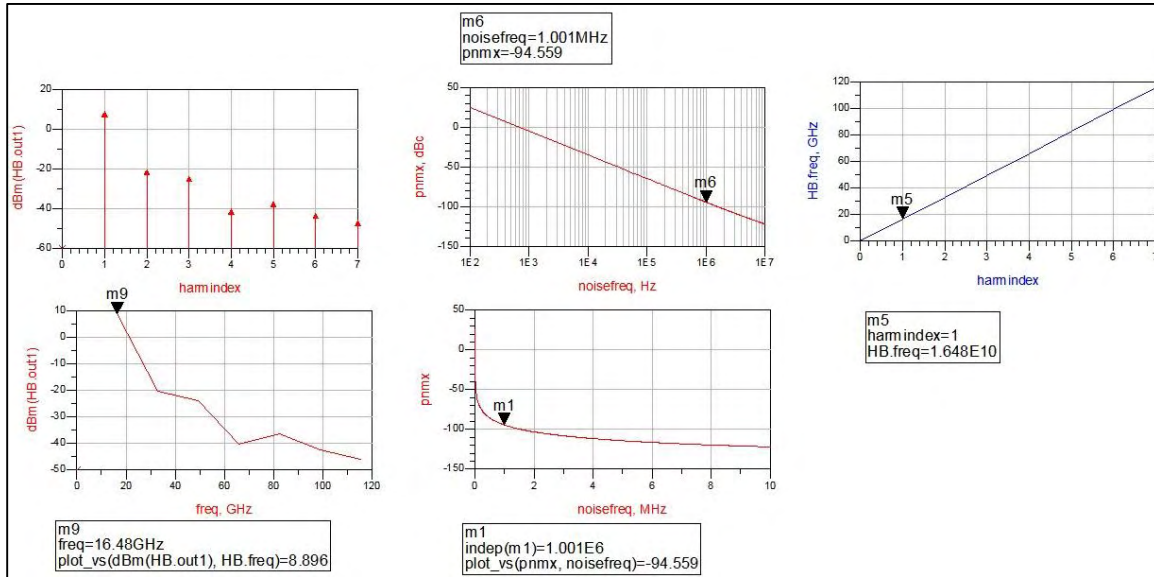 m6
noisefreq=1.001MHz
pnmx=-94.559
dBm(HB.out1)
20
0
-20
-40
-60
0 1 2 3 4 5 6 7
harmindex
pnmx, dBc
50
0
-50
-100
-150
m6
1E2 1E3 1E4 1E5 1E6 1E7
noisefreq, Hz
HB.freq, GHz
120
100
80
60
40
20
0
m5
0 1 2 3 4 5 6 7
harmindex
m9
dBm(HB.out1)
10
0
-10
-20
-30
-40
-50
0 20 40 60 80 100 120
freq, GHz
m9
freq=16.48GHz
plot_vs(dBm(HB.out1), HB.freq)=8.896
pnmx
50
0
-50
-100
-150
m1
0 2 4 6 8 10
noisefreq, MHz
m1
indep(m1)=1.001E6
plot_vs(pnmx, noisefreq)=-94.559
m5
harmindex=1
HB.freq=1.648E10